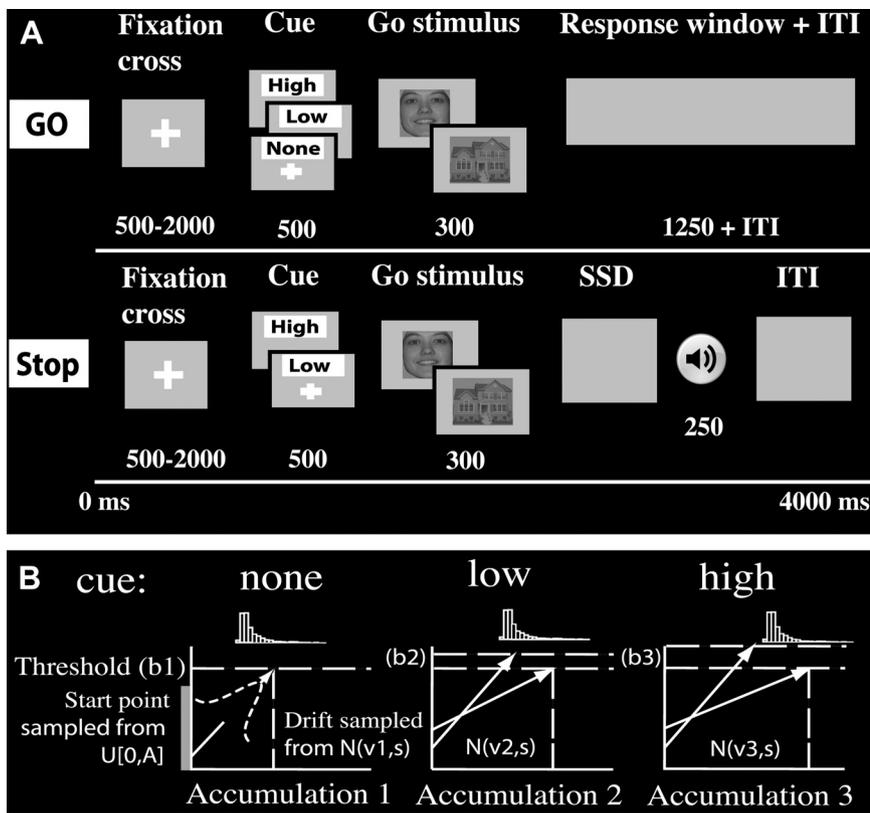 A
Fixation cross
Cue
Go stimulus
Response window + ITI
GO
High
Low
None
500-2000
500
300
1250 + ITI
Fixation cross
Cue
Go stimulus
SSD
ITI
Stop
High
Low
250
500-2000
500
300
0 ms
4000 ms
B
cue:
none
low
high
Threshold (b1)
(b2)
(b3)
Start point
sampled from
U[0,A]
Drift sampled
from N(v1,s)
N(v2,s)
N(v3,s)
Accumulation 1
Accumulation 2
Accumulation 3